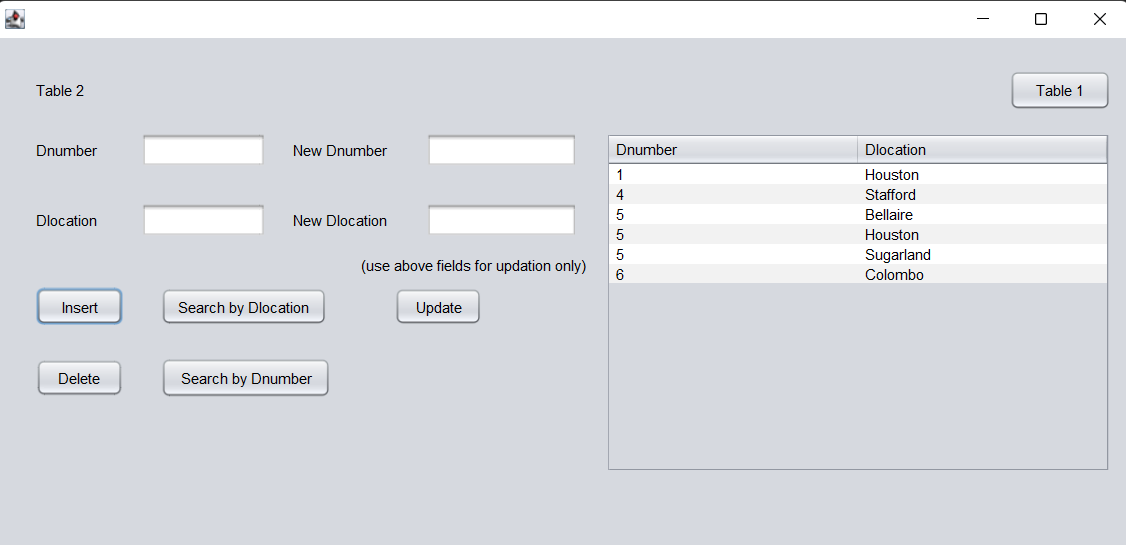 Table 2
Table 1
Dnumber
New Dnumber
Dlocation
New Dlocation
(use above fields for updation only)
Insert
Search by Dlocation
Update
Delete
Search by Dnumber
Dnumber Dlocation
1 Houston
4 Stafford
5 Bellaire
5 Houston
5 Sugarland
6 Colombo